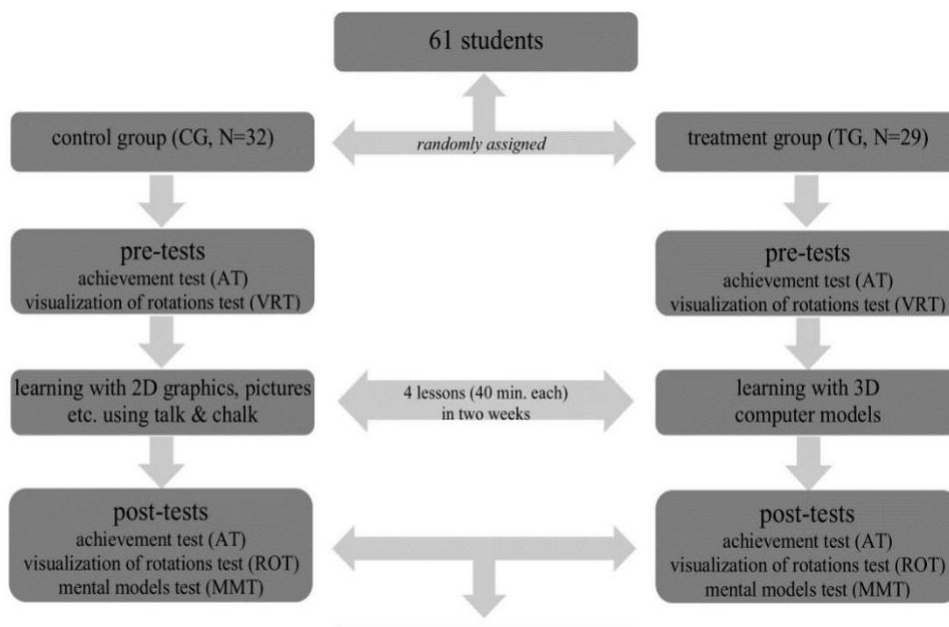 61 students
control group (CG, N=32)
randomly assigned
treatment group (TG, N=29)
pre-tests
achievement test (AT)
visualization of rotations test (VRT)
pre-tests
achievement test (AT)
visualization of rotations test (VRT)
learning with 2D graphics, pictures
etc. using talk & chalk
4 lessons (40 min. each)
in two weeks
learning with 3D
computer models
post-tests
achievement test (AT)
visualization of rotations test (ROT)
mental models test (MMT)
post-tests
achievement test (AT)
visualization of rotations test (ROT)
mental models test (MMT)